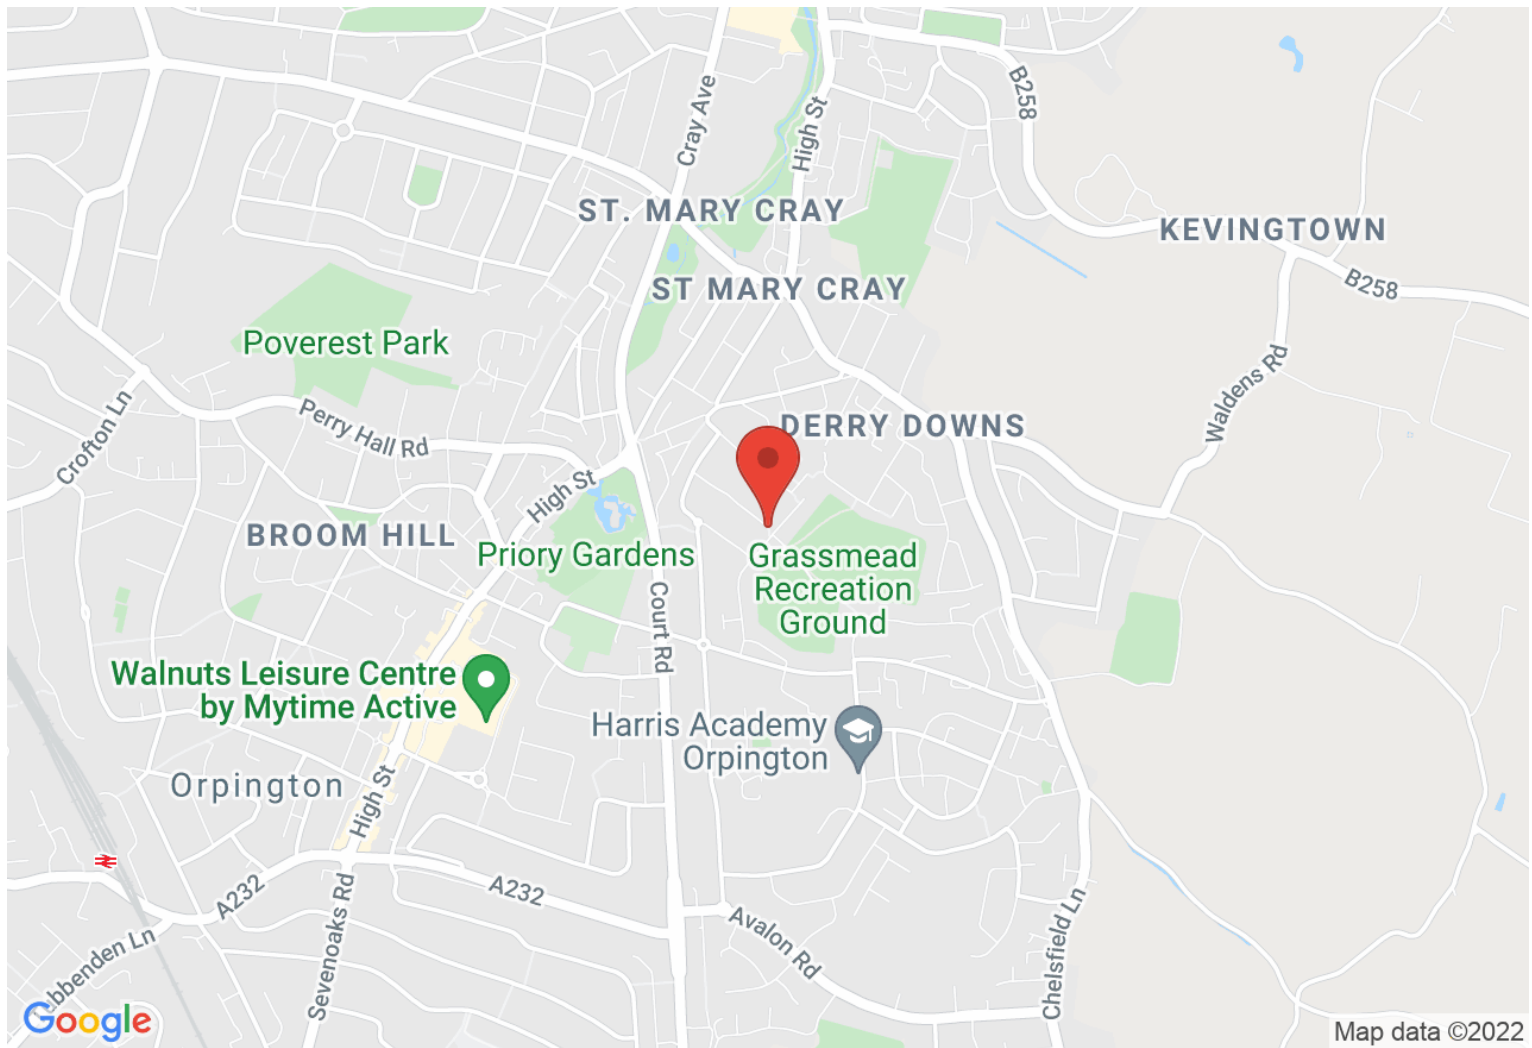 B258
Cray Ave
High St
ST. MARY CRAY
KEVINGTOWN
ST MARY CRAY
B258
Poverest Park
Waldens Rd
Crofton Ln
Perry Hall Rd
DERRY DOWNS
High St
BROOM HILL
Priory Gardens
Grassmead
Recreation
Ground
Court Rd
Walnuts Leisure Centre
by Mytime Active
Harris Academy
Orpington
Orpington
High St
A232
A232
Sevenoaks Rd
Avalon Rd
Chelsfield Ln
bbenden Ln
Google
Map data ©2022